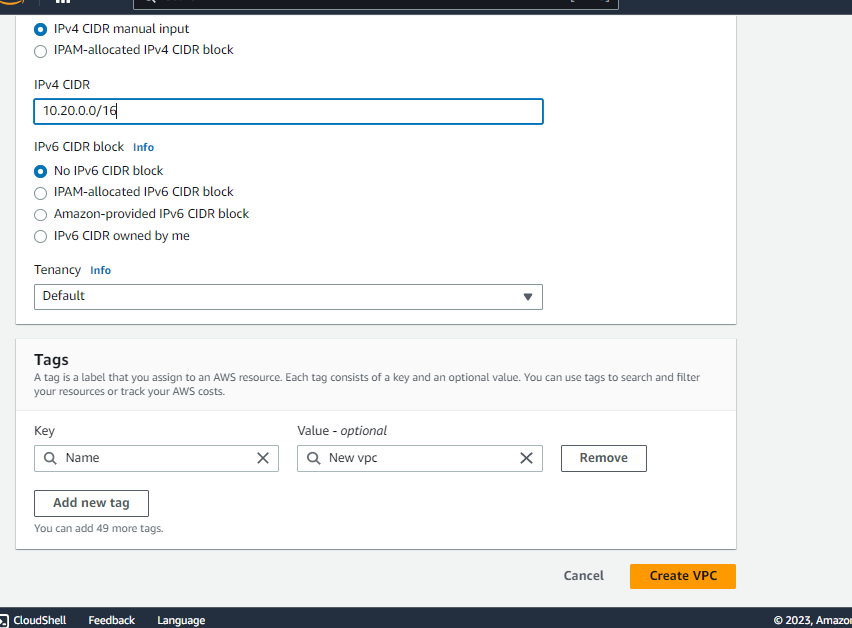 IPv4 CIDR manual input
IPAM-allocated IPv4 CIDR block
IPv4 CIDR
10.20.0.0/16
IPv6 CIDR block Info
No IPv6 CIDR block
IPAM-allocated IPv6 CIDR block
Amazon-provided IPv6 CIDR block
IPv6 CIDR owned by me
Tenancy Info
Default
Tags
A tag is a label that you assign to an AWS resource. Each tag consists of a key and an optional value. You can use tags to search and filter
your resources or track your AWS costs.
Key Value - optional
Name New vpc Remove
Add new tag
You can add 49 more tags.
Cancel Create VPC
CloudShell Feedback Language © 2023, Amazon